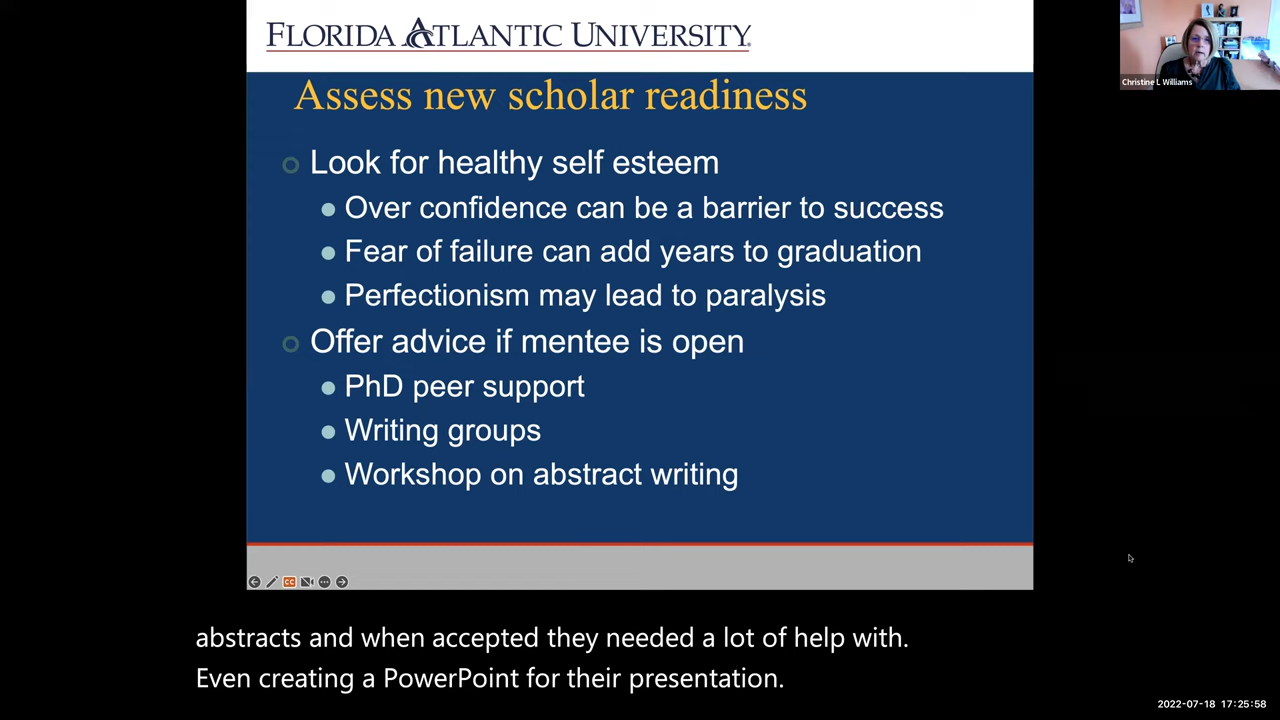 FLORIDA ATLANTIC UNIVERSITY®
Christine L Williams
Assess new scholar readiness
Look for healthy self esteem
Over confidence can be a barrier to success
Fear of failure can add years to graduation
Perfectionism may lead to paralysis
Offer advice if mentee is open
PhD peer support
Writing groups
Workshop on abstract writing
CC
abstracts and when accepted they needed a lot of help with.
Even creating a PowerPoint for their presentation.
2022-07-18 17:25:58